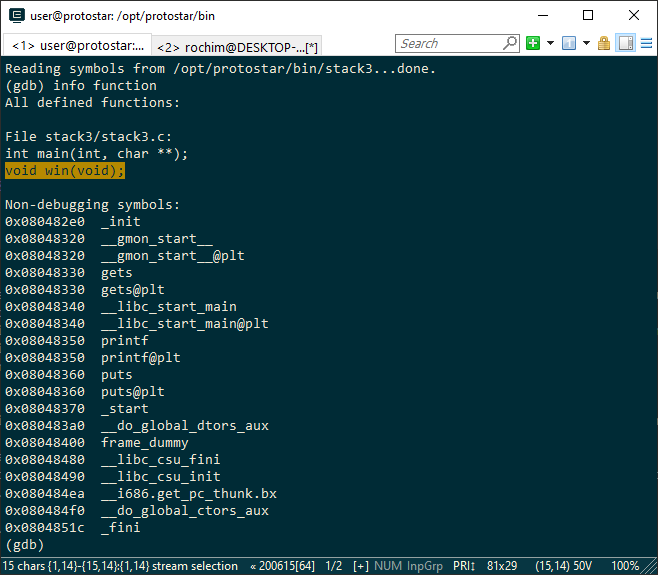 user@protostar: /opt/protostar/bin
<1> user@protostar:... <2> rochim@DESKTOP-...[*] Search
Reading symbols from /opt/protostar/bin/stack3...done.
(gdb) info function
All defined functions:
File stack3/stack3.c:
int main(int, char **);
void win(void);
Non-debugging symbols:
0x080482e0  _init
0x08048320  __gmon_start__
0x08048320  __gmon_start__@plt
0x08048330  gets
0x08048330  gets@plt
0x08048340  __libc_start_main
0x08048340  __libc_start_main@plt
0x08048350  printf
0x08048350  printf@plt
0x08048360  puts
0x08048360  puts@plt
0x08048370  _start
0x080483a0  __do_global_dtors_aux
0x08048400  frame_dummy
0x08048480  __libc_csu_fini
0x08048490  __libc_csu_init
0x080484ea  __i686.get_pc_thunk.bx
0x080484f0  __do_global_ctors_aux
0x0804851c  _fini
(gdb)
15 chars {1,14}-{15,14}:{1,14} stream selection « 200615[64] 1/2 [+] NUM InpGrp PRI↕ 81x29 (15,14) 50V 100%